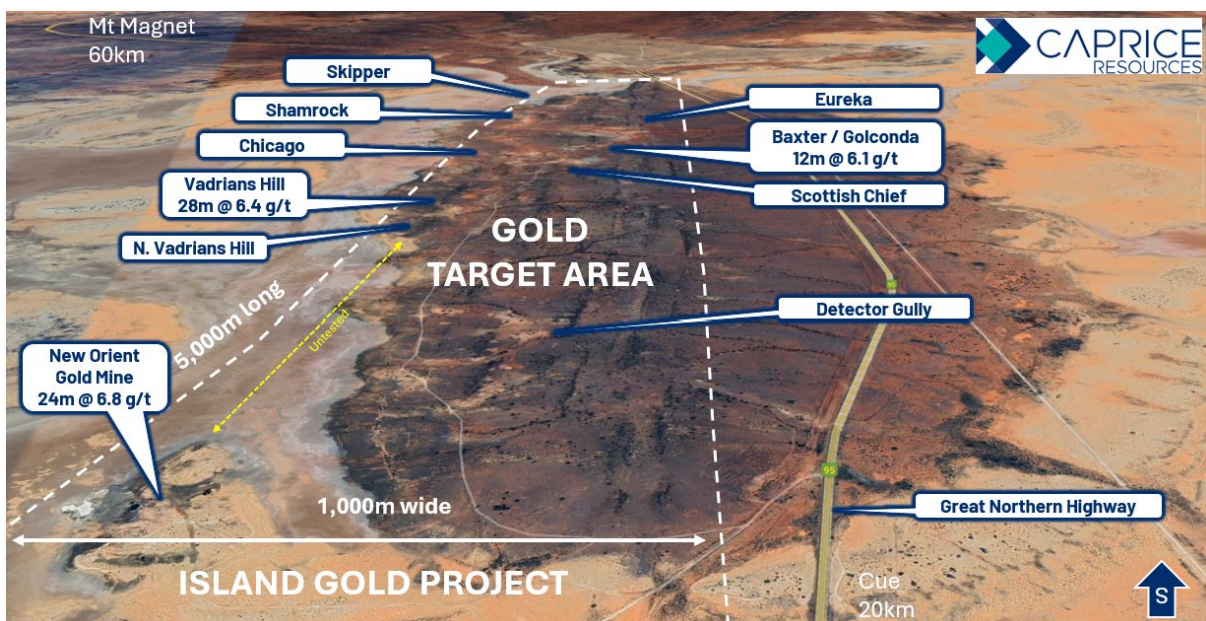 Mt Magnet
60km
CAPRICE
RESOURCES
Skipper
Shamrock
Chicago
Vadrians Hill
28m @ 6.4 g/t
N. Vadrians Hill
Eureka
Baxter / Golconda
12m @ 6.1 g/t
Scottish Chief
GOLD
TARGET AREA
95
5,000m long
Untested
Detector Gully
New Orient
Gold Mine
24m @ 6.8 g/t
95
1,000m wide
Great Northern Highway
ISLAND GOLD PROJECT
Cue
20km
S